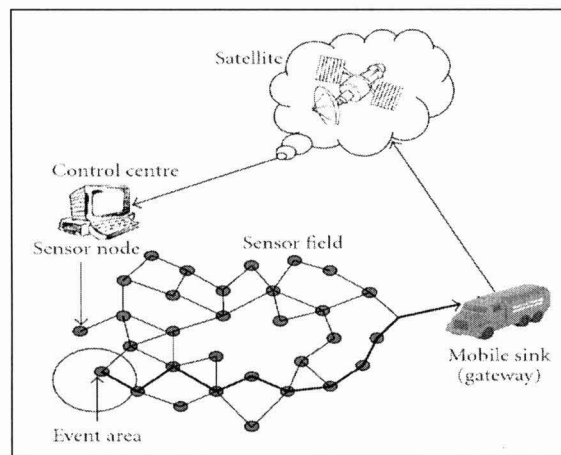 Satellite
Control centre
Sensor node
Sensor field
Mobile sink
(gateway)
Event area